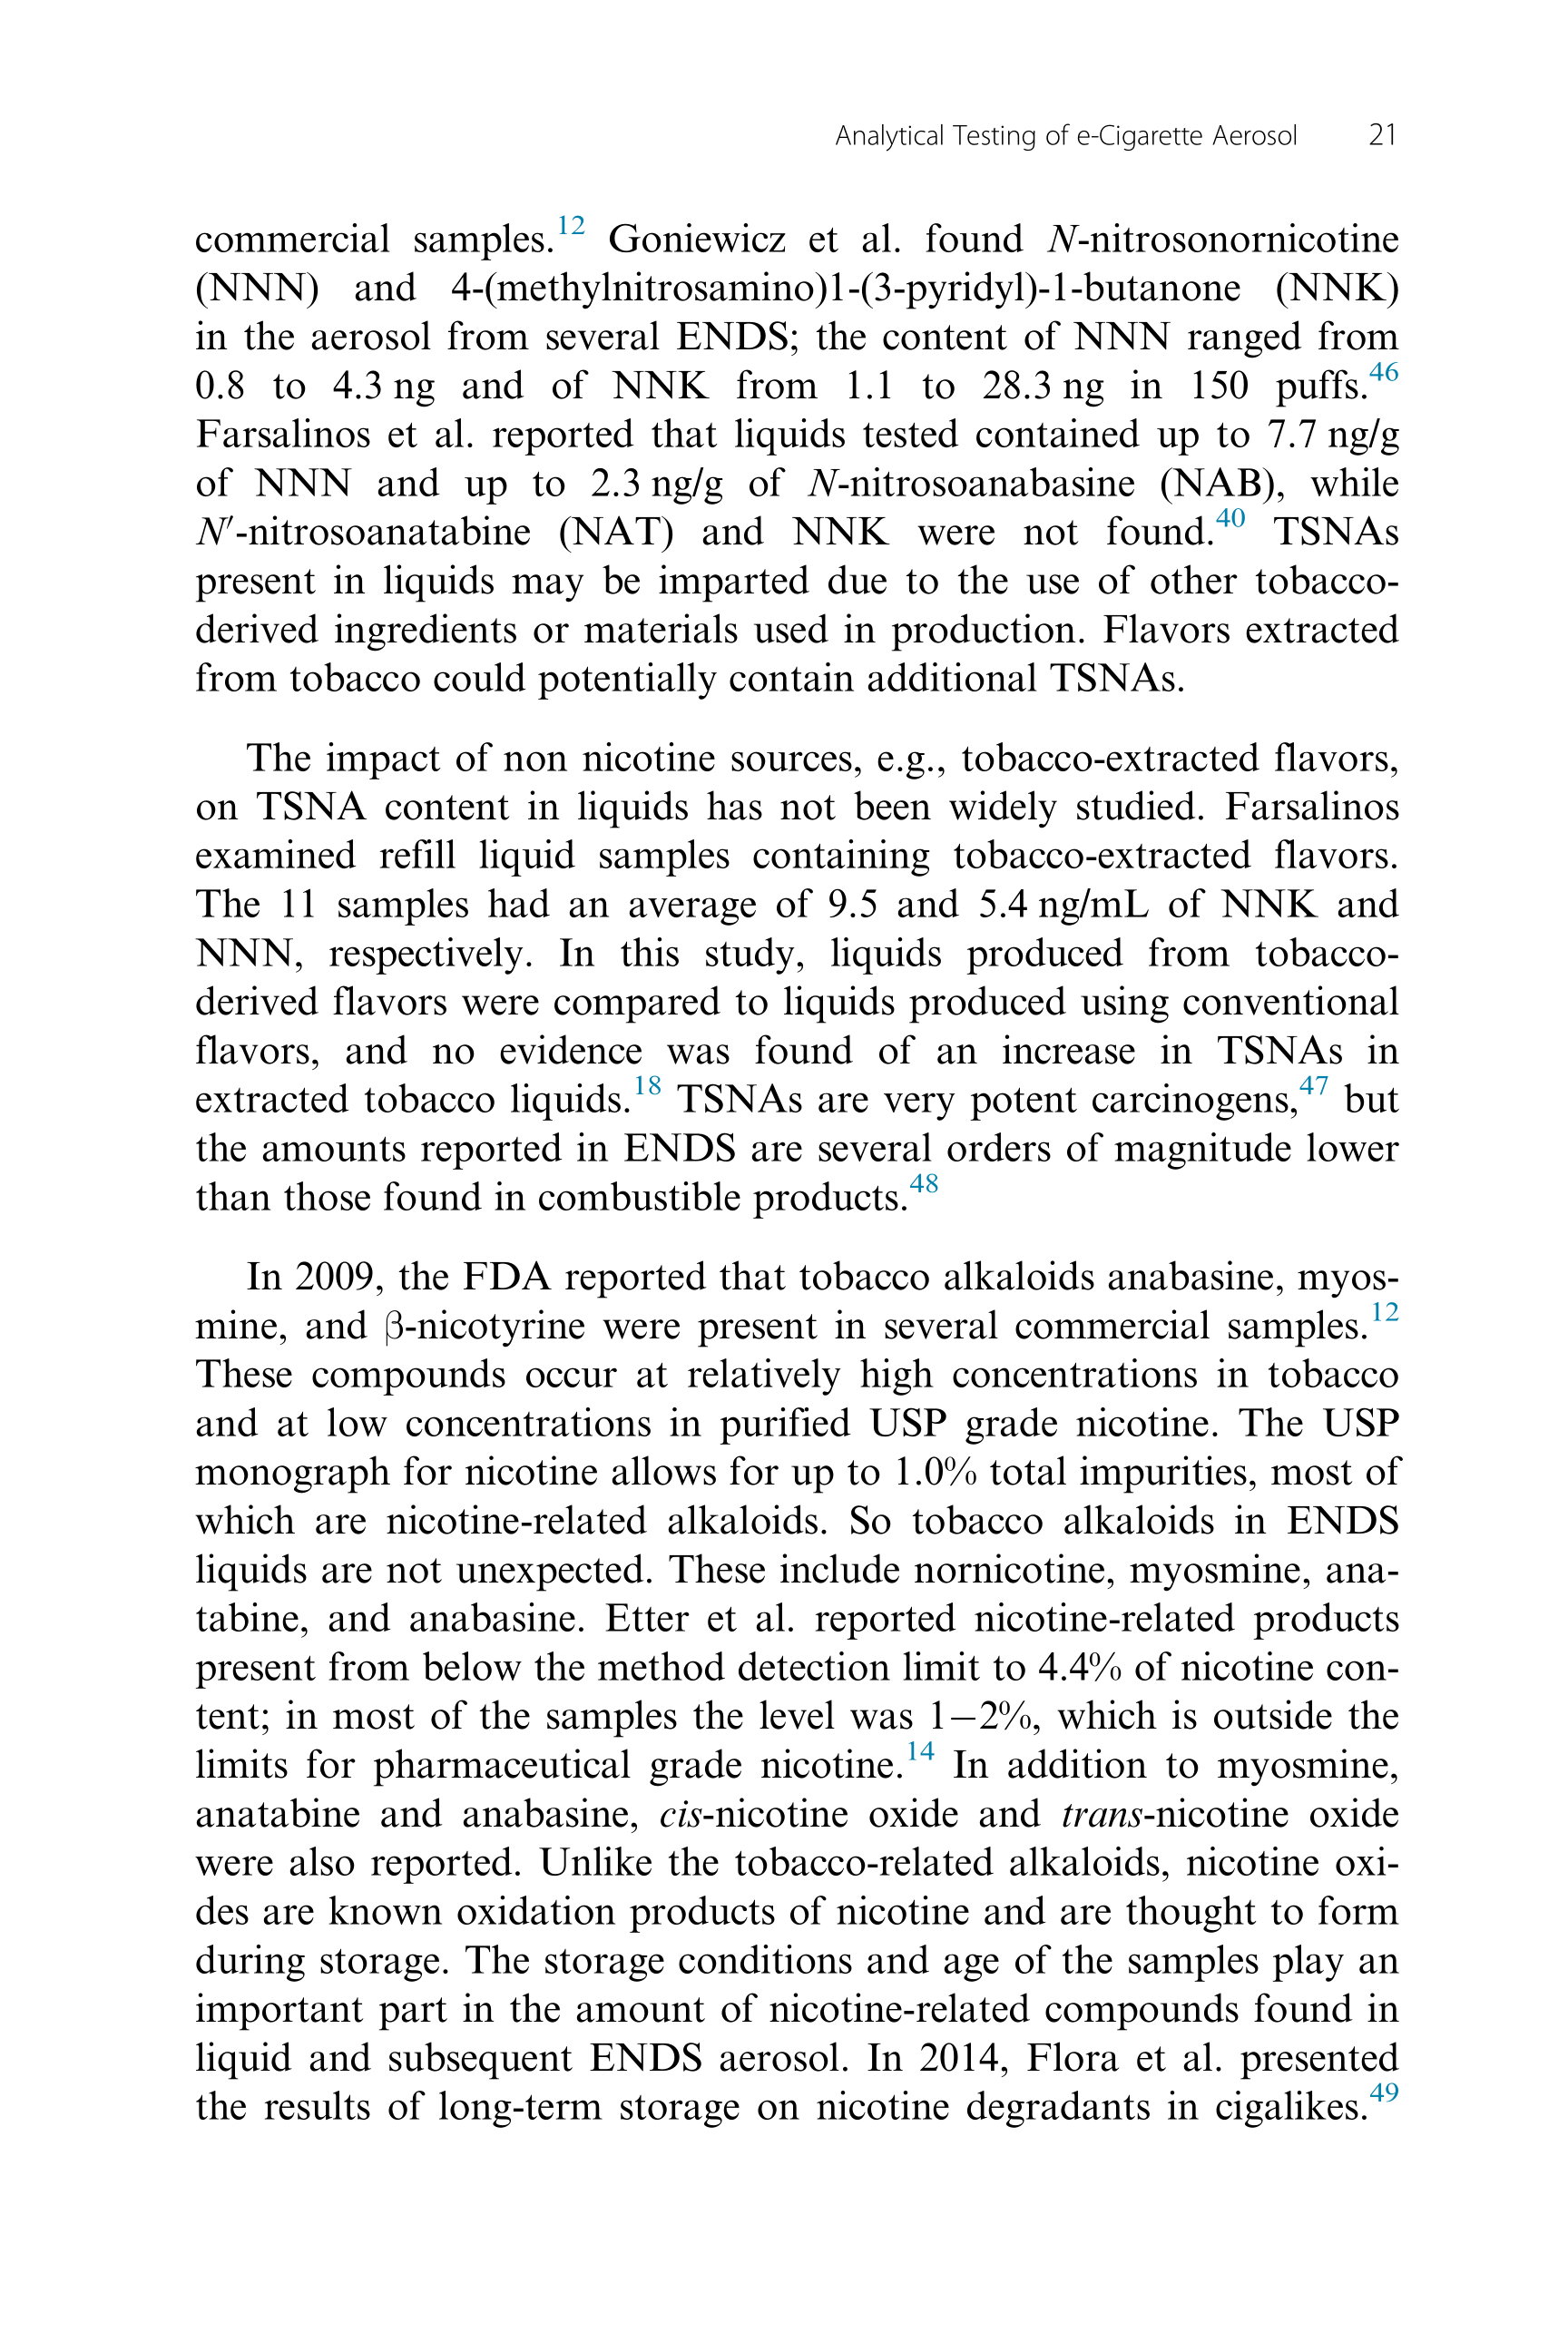 Analytical Testing of e-Cigarette Aerosol 21
commercial samples.12 Goniewicz et al. found N-nitrosonornicotine
(NNN) and 4-(methylnitrosamino)1-(3-pyridyl)-1-butanone (NNK)
in the aerosol from several ENDS; the content of NNN ranged from
0.8 to 4.3 ng and of NNK from 1.1 to 28.3 ng in 150 puffs.46
Farsalinos et al. reported that liquids tested contained up to 7.7 ng/g
of NNN and up to 2.3 ng/g of N-nitrosoanabasine (NAB), while
N′-nitrosoanatabine (NAT) and NNK were not found.40 TSNAs
present in liquids may be imparted due to the use of other tobacco-
derived ingredients or materials used in production. Flavors extracted
from tobacco could potentially contain additional TSNAs.
The impact of non nicotine sources, e.g., tobacco-extracted flavors,
on TSNA content in liquids has not been widely studied. Farsalinos
examined refill liquid samples containing tobacco-extracted flavors.
The 11 samples had an average of 9.5 and 5.4 ng/mL of NNK and
NNN, respectively. In this study, liquids produced from tobacco-
derived flavors were compared to liquids produced using conventional
flavors, and no evidence was found of an increase in TSNAs in
extracted tobacco liquids.18 TSNAs are very potent carcinogens,47 but
the amounts reported in ENDS are several orders of magnitude lower
than those found in combustible products.48
In 2009, the FDA reported that tobacco alkaloids anabasine, myos-
mine, and β-nicotyrine were present in several commercial samples.12
These compounds occur at relatively high concentrations in tobacco
and at low concentrations in purified USP grade nicotine. The USP
monograph for nicotine allows for up to 1.0% total impurities, most of
which are nicotine-related alkaloids. So tobacco alkaloids in ENDS
liquids are not unexpected. These include nornicotine, myosmine, ana-
tabine, and anabasine. Etter et al. reported nicotine-related products
present from below the method detection limit to 4.4% of nicotine con-
tent; in most of the samples the level was 1–2%, which is outside the
limits for pharmaceutical grade nicotine.14 In addition to myosmine,
anatabine and anabasine, cis-nicotine oxide and trans-nicotine oxide
were also reported. Unlike the tobacco-related alkaloids, nicotine oxi-
des are known oxidation products of nicotine and are thought to form
during storage. The storage conditions and age of the samples play an
important part in the amount of nicotine-related compounds found in
liquid and subsequent ENDS aerosol. In 2014, Flora et al. presented
the results of long-term storage on nicotine degradants in cigalikes.49